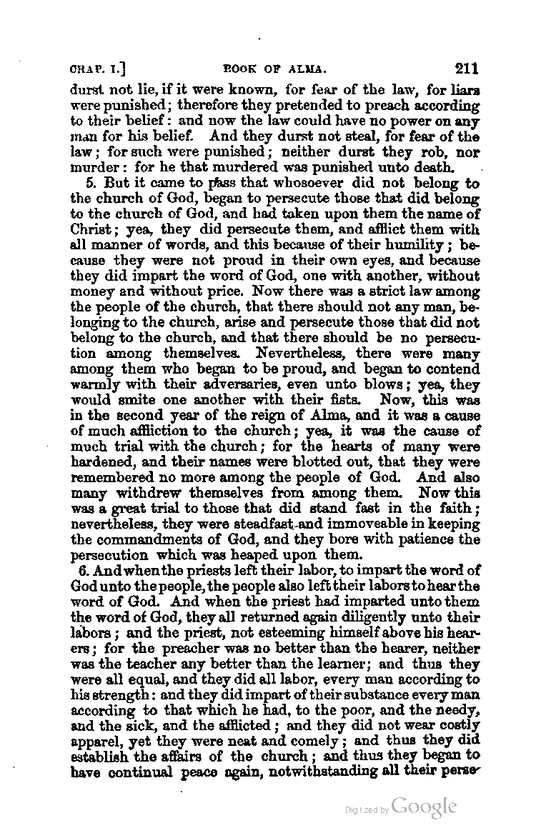 CHAP. I.] BOOK OF ALMA. 211
durst not lie, if it were known, for fear of the law, for liars
were punished; therefore they pretended to preach according
to their belief: and now the law could have no power on any
man for his belief. And they durst not steal, for fear of the
law; for such were punished; neither durst they rob, nor
murder: for he that murdered was punished unto death.
5. But it came to pass that whosoever did not belong to
the church of God, began to persecute those that did belong
to the church of God, and had taken upon them the name of
Christ; yea, they did persecute them, and afflict them with
all manner of words, and this because of their humility; be-
cause they were not proud in their own eyes, and because
they did impart the word of God, one with another, without
money and without price. Now there was a strict law among
the people of the church, that there should not any man, be-
longing to the church, arise and persecute those that did not
belong to the church, and that there should be no persecu-
tion among themselves. Nevertheless, there were many
among them who began to be proud, and began to contend
warmly with their adversaries, even unto blows; yea, they
would smite one another with their fists. Now, this was
in the second year of the reign of Alma, and it was a cause
of much affliction to the church; yea, it was the cause of
much trial with the church; for the hearts of many were
hardened, and their names were blotted out, that they were
remembered no more among the people of God. And also
many withdrew themselves from among them. Now this
was a great trial to those that did stand fast in the faith;
nevertheless, they were steadfast and immoveable in keeping
the commandments of God, and they bore with patience the
persecution which was heaped upon them.
6. And when the priests left their labor, to impart the word of
God unto the people, the people also left their labors to hear the
word of God. And when the priest had imparted unto them
the word of God, they all returned again diligently unto their
labors; and the priest, not esteeming himself above his hear-
ers; for the preacher was no better than the hearer, neither
was the teacher any better than the learner; and thus they
were all equal, and they did all labor, every man according to
his strength: and they did impart of their substance every man
according to that which he had, to the poor, and the needy,
and the sick, and the afflicted; and they did not wear costly
apparel, yet they were neat and comely; and thus they did
establish the affairs of the church; and thus they began to
have continual peace again, notwithstanding all their perse-
Digitized by Google